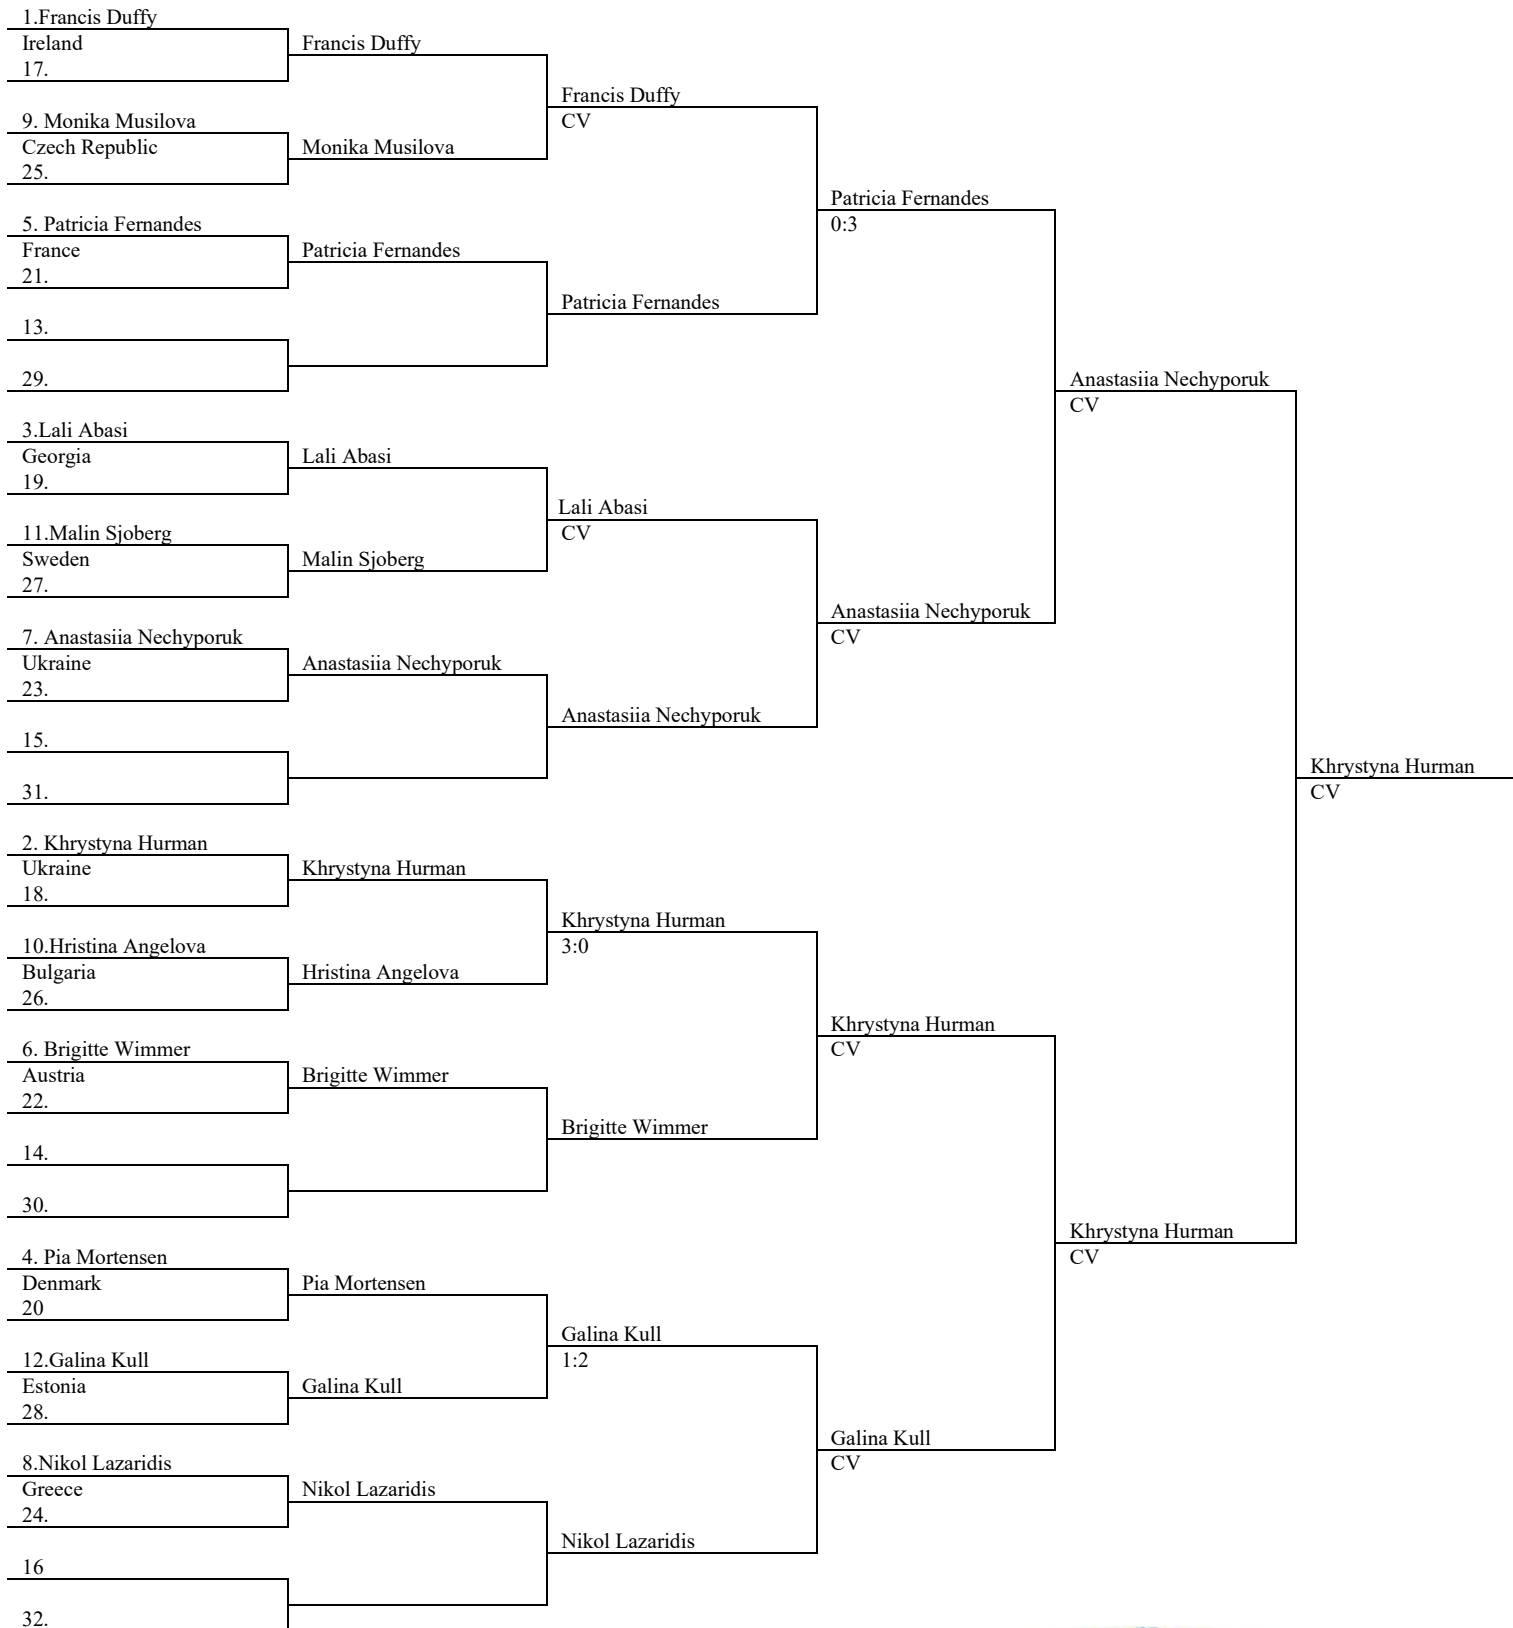 1.Francis Duffy
Ireland
17.
9. Monika Musilova
Czech Republic
25.
5. Patricia Fernandes
France
21.
13.
29.
3.Lali Abasi
Georgia
19.
11.Malin Sjoberg
Sweden
27.
7. Anastasiia Nechyporuk
Ukraine
23.
15.
31.
2. Khrystyna Hurman
Ukraine
18.
10.Hristina Angelova
Bulgaria
26.
6. Brigitte Wimmer
Austria
22.
14.
30.
4. Pia Mortensen
Denmark
20
12.Galina Kull
Estonia
28.
8.Nikol Lazaridis
Greece
24.
16
32.
Francis Duffy
Monika Musilova
Patricia Fernandes
Lali Abasi
Malin Sjoberg
Anastasiia Nechyporuk
Khrystyna Hurman
Hristina Angelova
Brigitte Wimmer
Pia Mortensen
Galina Kull
Nikol Lazaridis
Francis Duffy
CV
Patricia Fernandes
Lali Abasi
CV
Anastasiia Nechyporuk
Khrystyna Hurman
3:0
Brigitte Wimmer
Galina Kull
1:2
Nikol Lazaridis
Patricia Fernandes
0:3
Anastasiia Nechyporuk
CV
Khrystyna Hurman
CV
Galina Kull
CV
Anastasiia Nechyporuk
CV
Khrystyna Hurman
CV
Khrystyna Hurman
CV